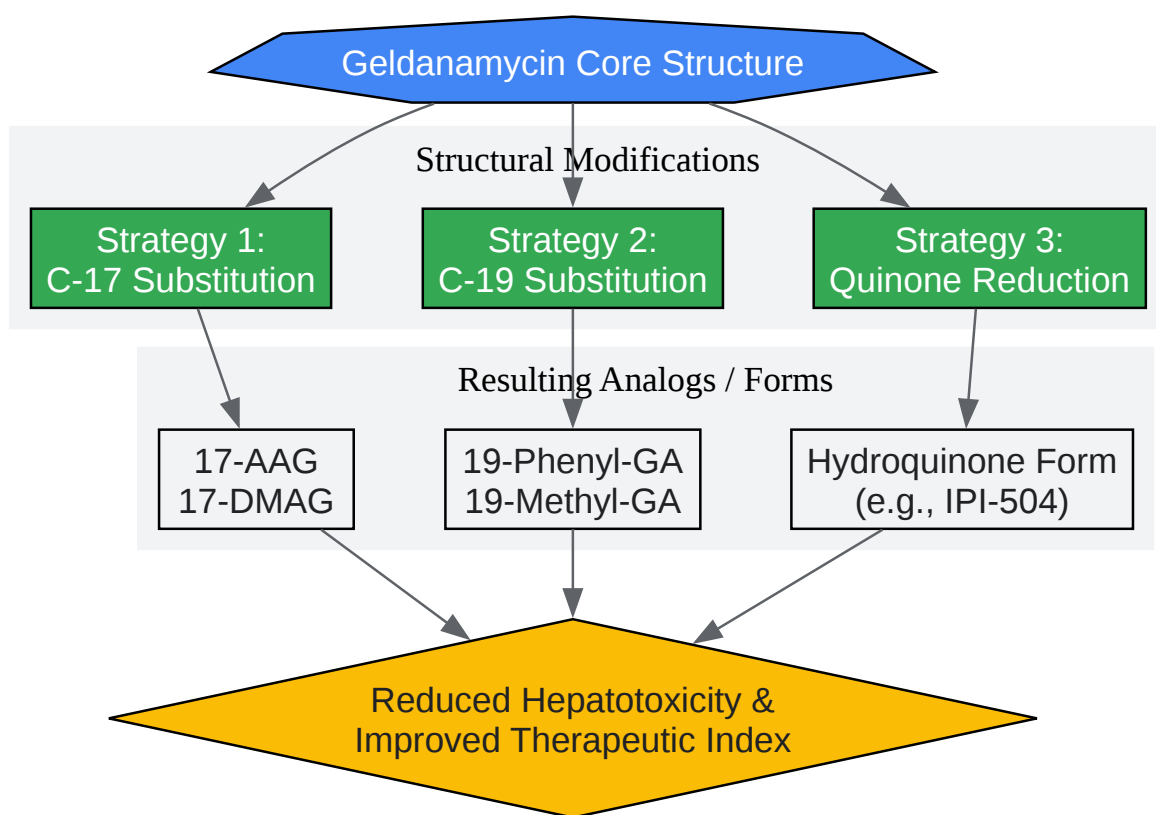 Geldanamycin Core Structure
Structural Modifications
Strategy 1:
C-17 Substitution
Strategy 2:
C-19 Substitution
Strategy 3:
Quinone Reduction
Resulting Analogs / Forms
17-AAG
17-DMAG
19-Phenyl-GA
19-Methyl-GA
Hydroquinone Form
(e.g., IPI-504)
Reduced Hepatotoxicity &
Improved Therapeutic Index